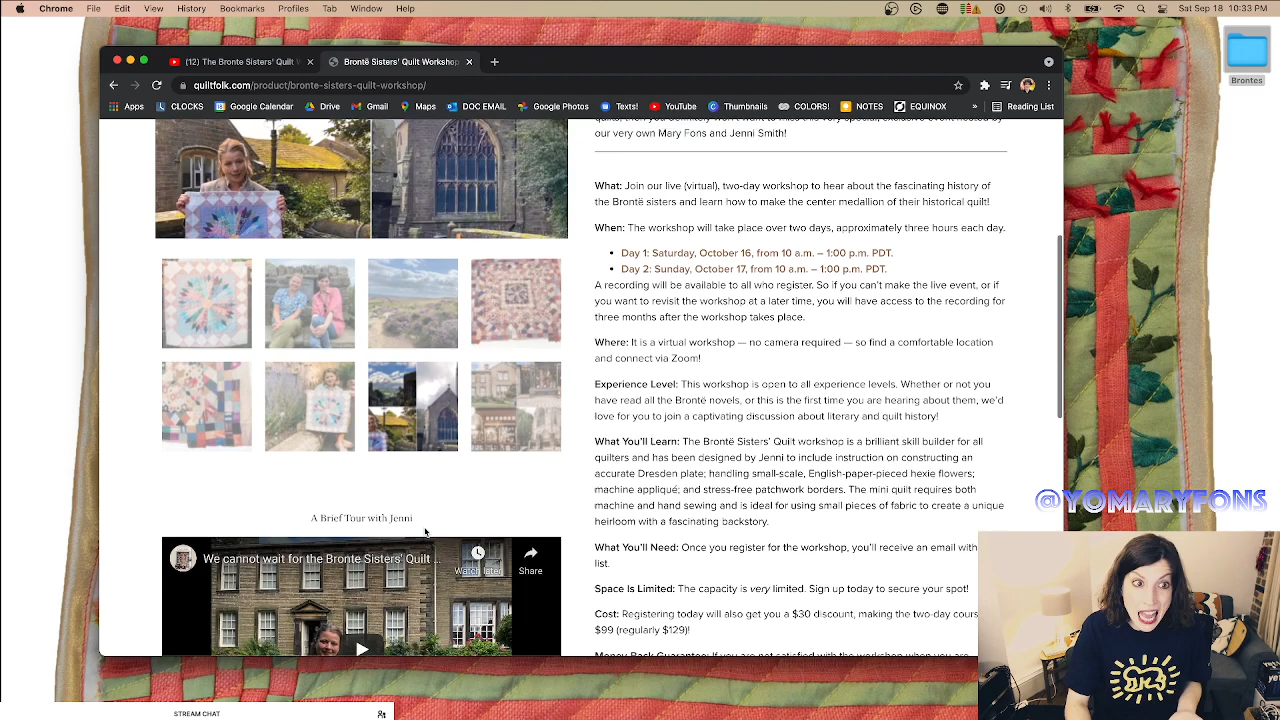 Chrome File Edit View History Bookmarks Profiles Tab Window Help
Sat Sep 18 10:33 PM
Brontes
(12) The Bronte Sisters' Quilt W
Brontë Sisters' Quilt Workshop
quiltfolk.com/product/bronte-sisters-quilt-workshop/
Apps CLOCKS Google Calendar Drive Gmail Maps DOC EMAIL Google Photos Texts! YouTube Thumbnails COLORS! NOTES EQUINOX » Reading List
our very own Mary Fons and Jenni Smith!
What: Join our live (virtual), two-day workshop to hear about the fascinating history of
the Brontë sisters and learn how to make the center medallion of their historical quilt!
When: The workshop will take place over two days, approximately three hours each day.
Day 1: Saturday, October 16, from 10 a.m. – 1:00 p.m. PDT.
Day 2: Sunday, October 17, from 10 a.m. – 1:00 p.m. PDT.
A recording will be available to all who register. So if you can't make the live event, or if
you want to revisit the workshop at a later time, you will have access to the recording for
three months after the workshop takes place.
Where: It is a virtual workshop — no camera required — so find a comfortable location
and connect via Zoom!
Experience Level: This workshop is open to all experience levels. Whether or not you
have read all the Brontë novels, or this is the first time you are hearing about them, we'd
love for you to join a captivating discussion about literary and quilt history!
What You'll Learn: The Brontë Sisters' Quilt workshop is a brilliant skill builder for all
quilters and has been designed by Jenni to include instruction on constructing an
accurate Dresden plate; handling small-scale, English-paper-pieced hexie flowers;
machine appliqué; and stress-free patchwork borders. The mini quilt requires both
machine and hand sewing and is ideal for using small pieces of fabric to create a unique
heirloom with a fascinating backstory.
What You'll Need: Once you register for the workshop, you'll receive an email with
list.
Space Is Limited: The capacity is very limited. Sign up today to secure your spot!
Cost: Registering today will also get you a $30 discount, making the two-day cours
$99 (regularly $129)!
Money-Back Guarantee: If you are not satisfied with the workshop when you are
A Brief Tour with Jenni
We cannot wait for the Bronte Sisters' Quilt ...
Watch later
Share
@YOMARYFONS
STREAM CHAT